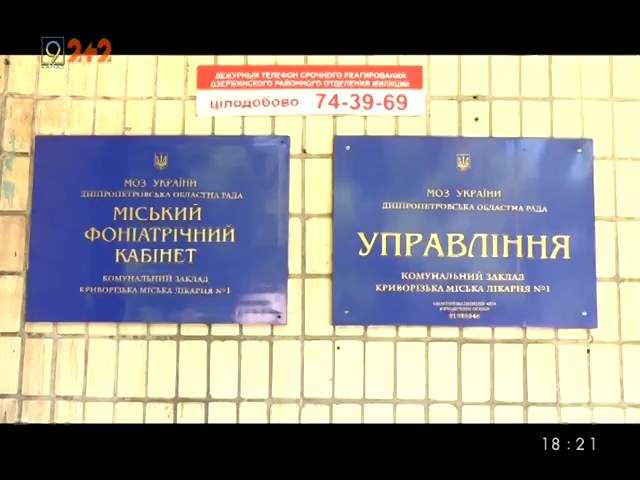 9 2+2
ДЕЖУРНЫЙ ТЕЛЕФОН СРОЧНОГО РЕАГИРОВАНИЯ
ДЗЕРЖИНСКОГО РАЙОННОГО ОТДЕЛЕНИЯ МИЛИЦИИ
цілодобово 74-39-69
МОЗ УКРАЇНИ
ДНІПРОПЕТРОВСЬКА ОБЛАСТНА РАДА
МІСЬКИЙ
ФОНІАТРІЧНИЙ
КАБІНЕТ
КОМУНАЛЬНИЙ ЗАКЛАД
КРИВОРІЗЬКА МІСЬКА ЛІКАРНЯ №1
МОЗ УКРАЇНИ
ДНІПРОПЕТРОВСЬКА ОБЛАСТНА РАДА
УПРАВЛІННЯ
КОМУНАЛЬНИЙ ЗАКЛАД
КРИВОРІЗЬКА МІСЬКА ЛІКАРНЯ №1
18:21